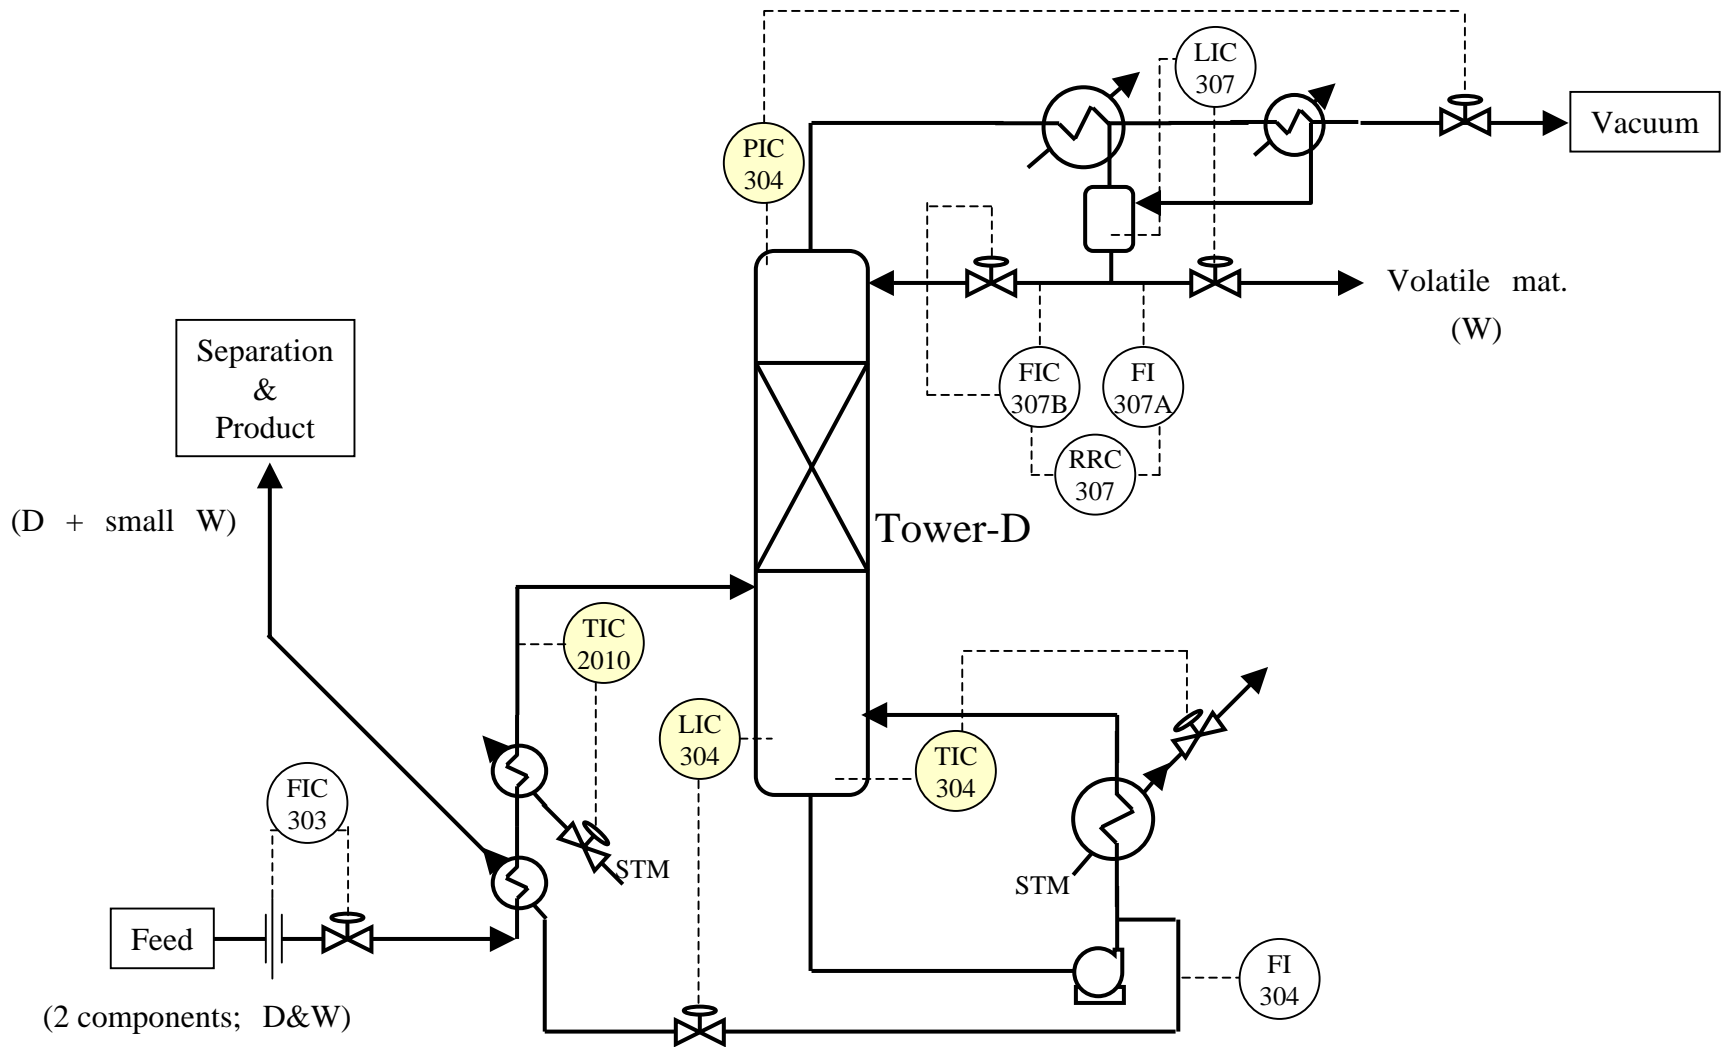 LIC
307
Vacuum
PIC
304
Volatile mat.
(W)
Separation
&
Product
FIC
307B
FI
307A
RRC
307
(D + small W)
Tower-D
TIC
2010
LIC
304
TIC
304
FIC
303
STM
STM
Feed
FI
304
(2 components; D&W)